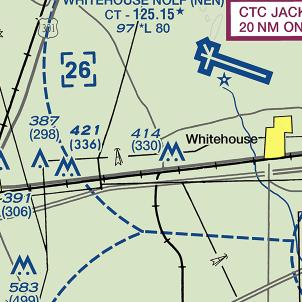 WHITEHOUSE NOLF (NEN)
CT - 125.15★
97 *L 80
CTC JACK
20 NM ON
301
26
387
(298)
421
(336)
414
(330)
Whitehouse
391
(306)
583
(499)